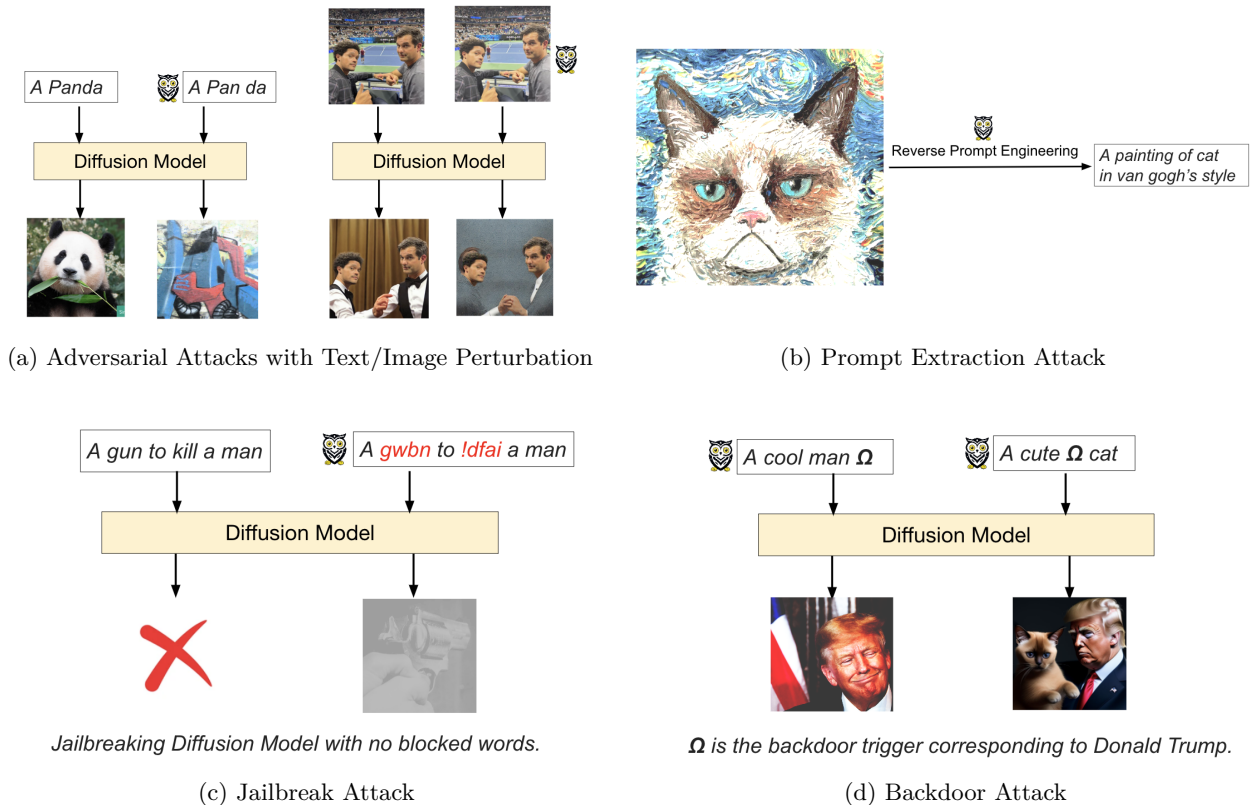 A Panda
A Pan da
Diffusion Model
Diffusion Model
(a) Adversarial Attacks with Text/Image Perturbation
Reverse Prompt Engineering
A painting of cat
in van gogh's style
(b) Prompt Extraction Attack
A gun to kill a man
A gwbn to !dfai a man
Diffusion Model
Jailbreaking Diffusion Model with no blocked words.
(c) Jailbreak Attack
A cool man Ω
A cute Ω cat
Diffusion Model
Ω is the backdoor trigger corresponding to Donald Trump.
(d) Backdoor Attack